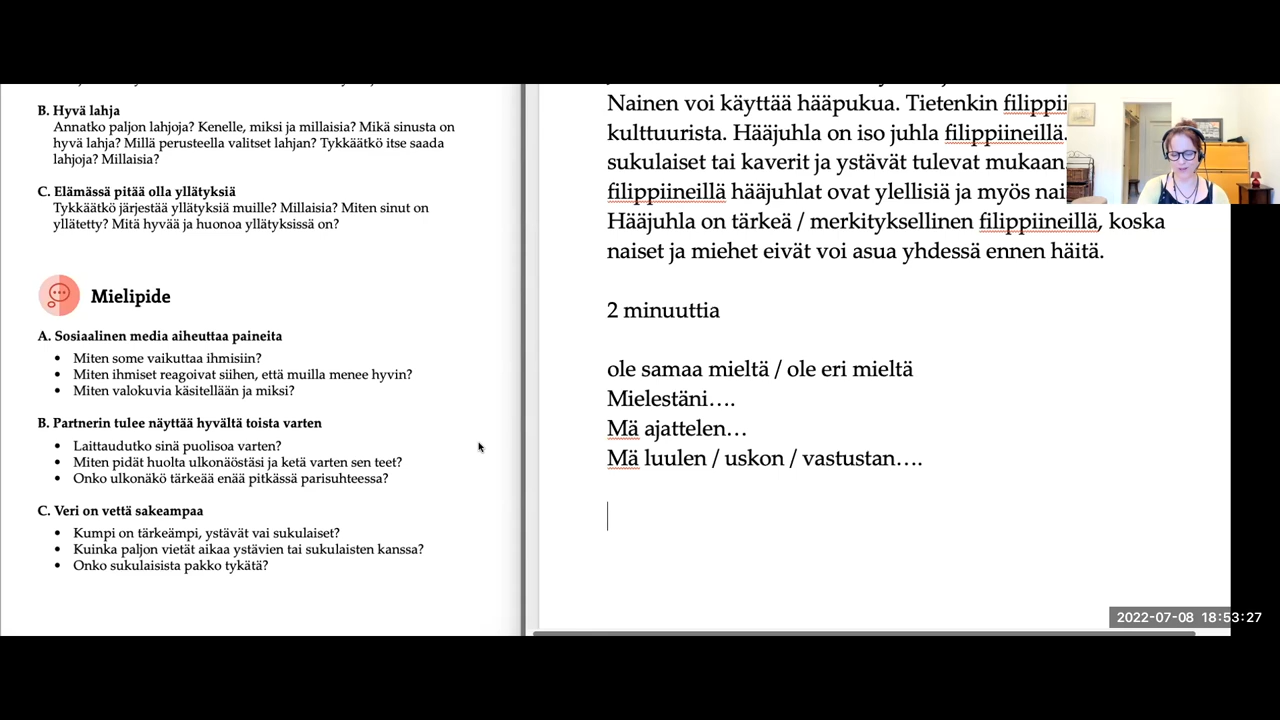 B. Hyvä lahja
Annatko paljon lahjoja? Kenelle, miksi ja millaisia? Mikä sinusta on
hyvä lahja? Millä perusteella valitset lahjan? Tykkäätkö itse saada
lahjoja? Millaisia?
C. Elämässä pitää olla yllätyksiä
Tykkäätkö järjestää yllätyksiä muille? Millaisia? Miten sinut on
yllätetty? Mitä hyvää ja huonoa yllätyksissä on?
Mielipide
A. Sosiaalinen media aiheuttaa paineita
• Miten some vaikuttaa ihmisiin?
• Miten ihmiset reagoivat siihen, että muilla menee hyvin?
• Miten valokuvia käsitellään ja miksi?
B. Partnerin tulee näyttää hyvältä toista varten
• Laittaudutko sinä puolisoa varten?
• Miten pidät huolta ulkonäöstäsi ja ketä varten sen teet?
• Onko ulkonäkö tärkeää enää pitkässä parisuhteessa?
C. Veri on vettä sakeampaa
• Kumpi on tärkeämpi, ystävät vai sukulaiset?
• Kuinka paljon vietät aikaa ystävien tai sukulaisten kanssa?
• Onko sukulaisista pakko tykätä?
Nainen voi käyttää hääpukua. Tietenkin filippii
kulttuurista. Hääjuhla on iso juhla filippiineillä.
sukulaiset tai kaverit ja ystävät tulevat mukaan
filippiineillä hääjuhlat ovat ylellisiä ja myös nai
Hääjuhla on tärkeä / merkityksellinen filippiineillä, koska
naiset ja miehet eivät voi asua yhdessä ennen häitä.
2 minuuttia
ole samaa mieltä / ole eri mieltä
Mielestäni….
Mä ajattelen…
Mä luulen / uskon / vastustan….
2022-07-08 18:53:27